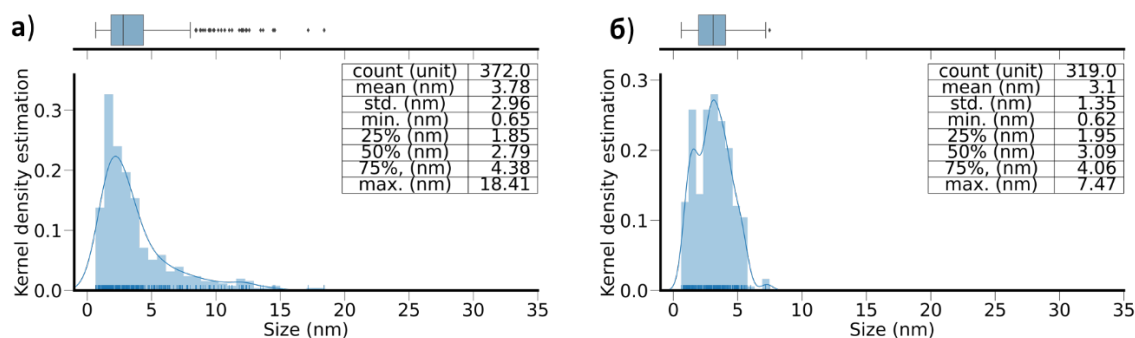 а)
Kernel density estimation
0.3
0.2
0.1
0.0
count (unit) 372.0
mean (nm) 3.78
std. (nm) 2.96
min. (nm) 0.65
25% (nm) 1.85
50% (nm) 2.79
75%, (nm) 4.38
max. (nm) 18.41
0 5 10 15 20 25 30 35
Size (nm)
б)
Kernel density estimation
0.3
0.2
0.1
0.0
count (unit) 319.0
mean (nm) 3.1
std. (nm) 1.35
min. (nm) 0.62
25% (nm) 1.95
50% (nm) 3.09
75%, (nm) 4.06
max. (nm) 7.47
0 5 10 15 20 25 30 35
Size (nm)